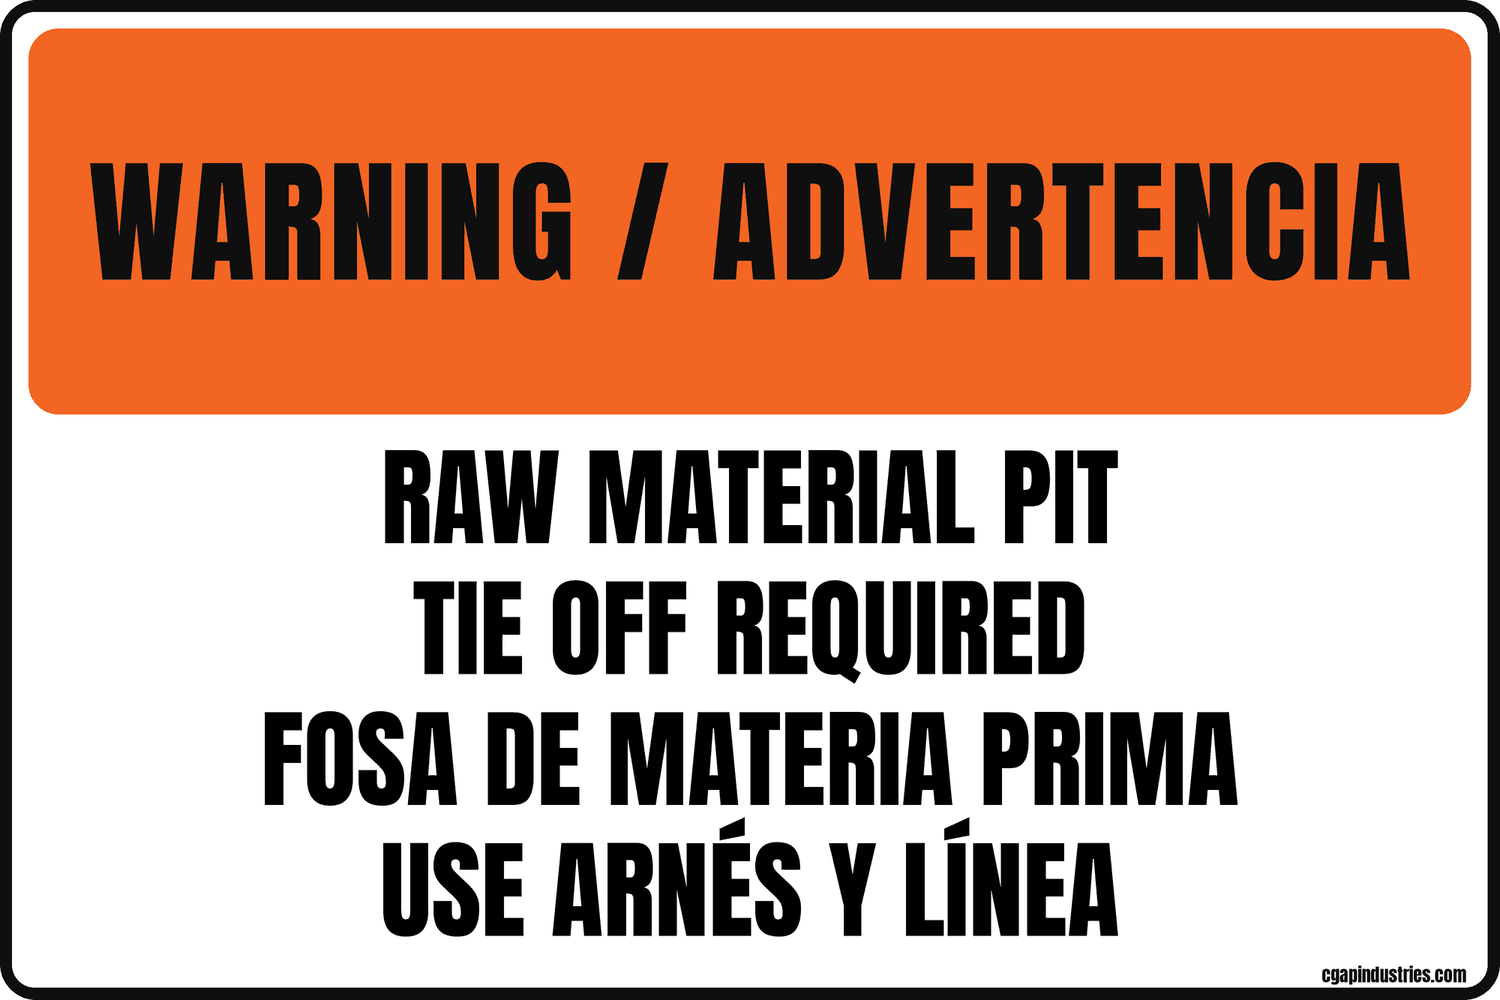 WARNING / ADVERTENCIA
RAW MATERIAL PIT
TIE OFF REQUIRED
FOSA DE MATERIA PRIMA
USE ARNÉS Y LÍNEA
cgapindustries.com